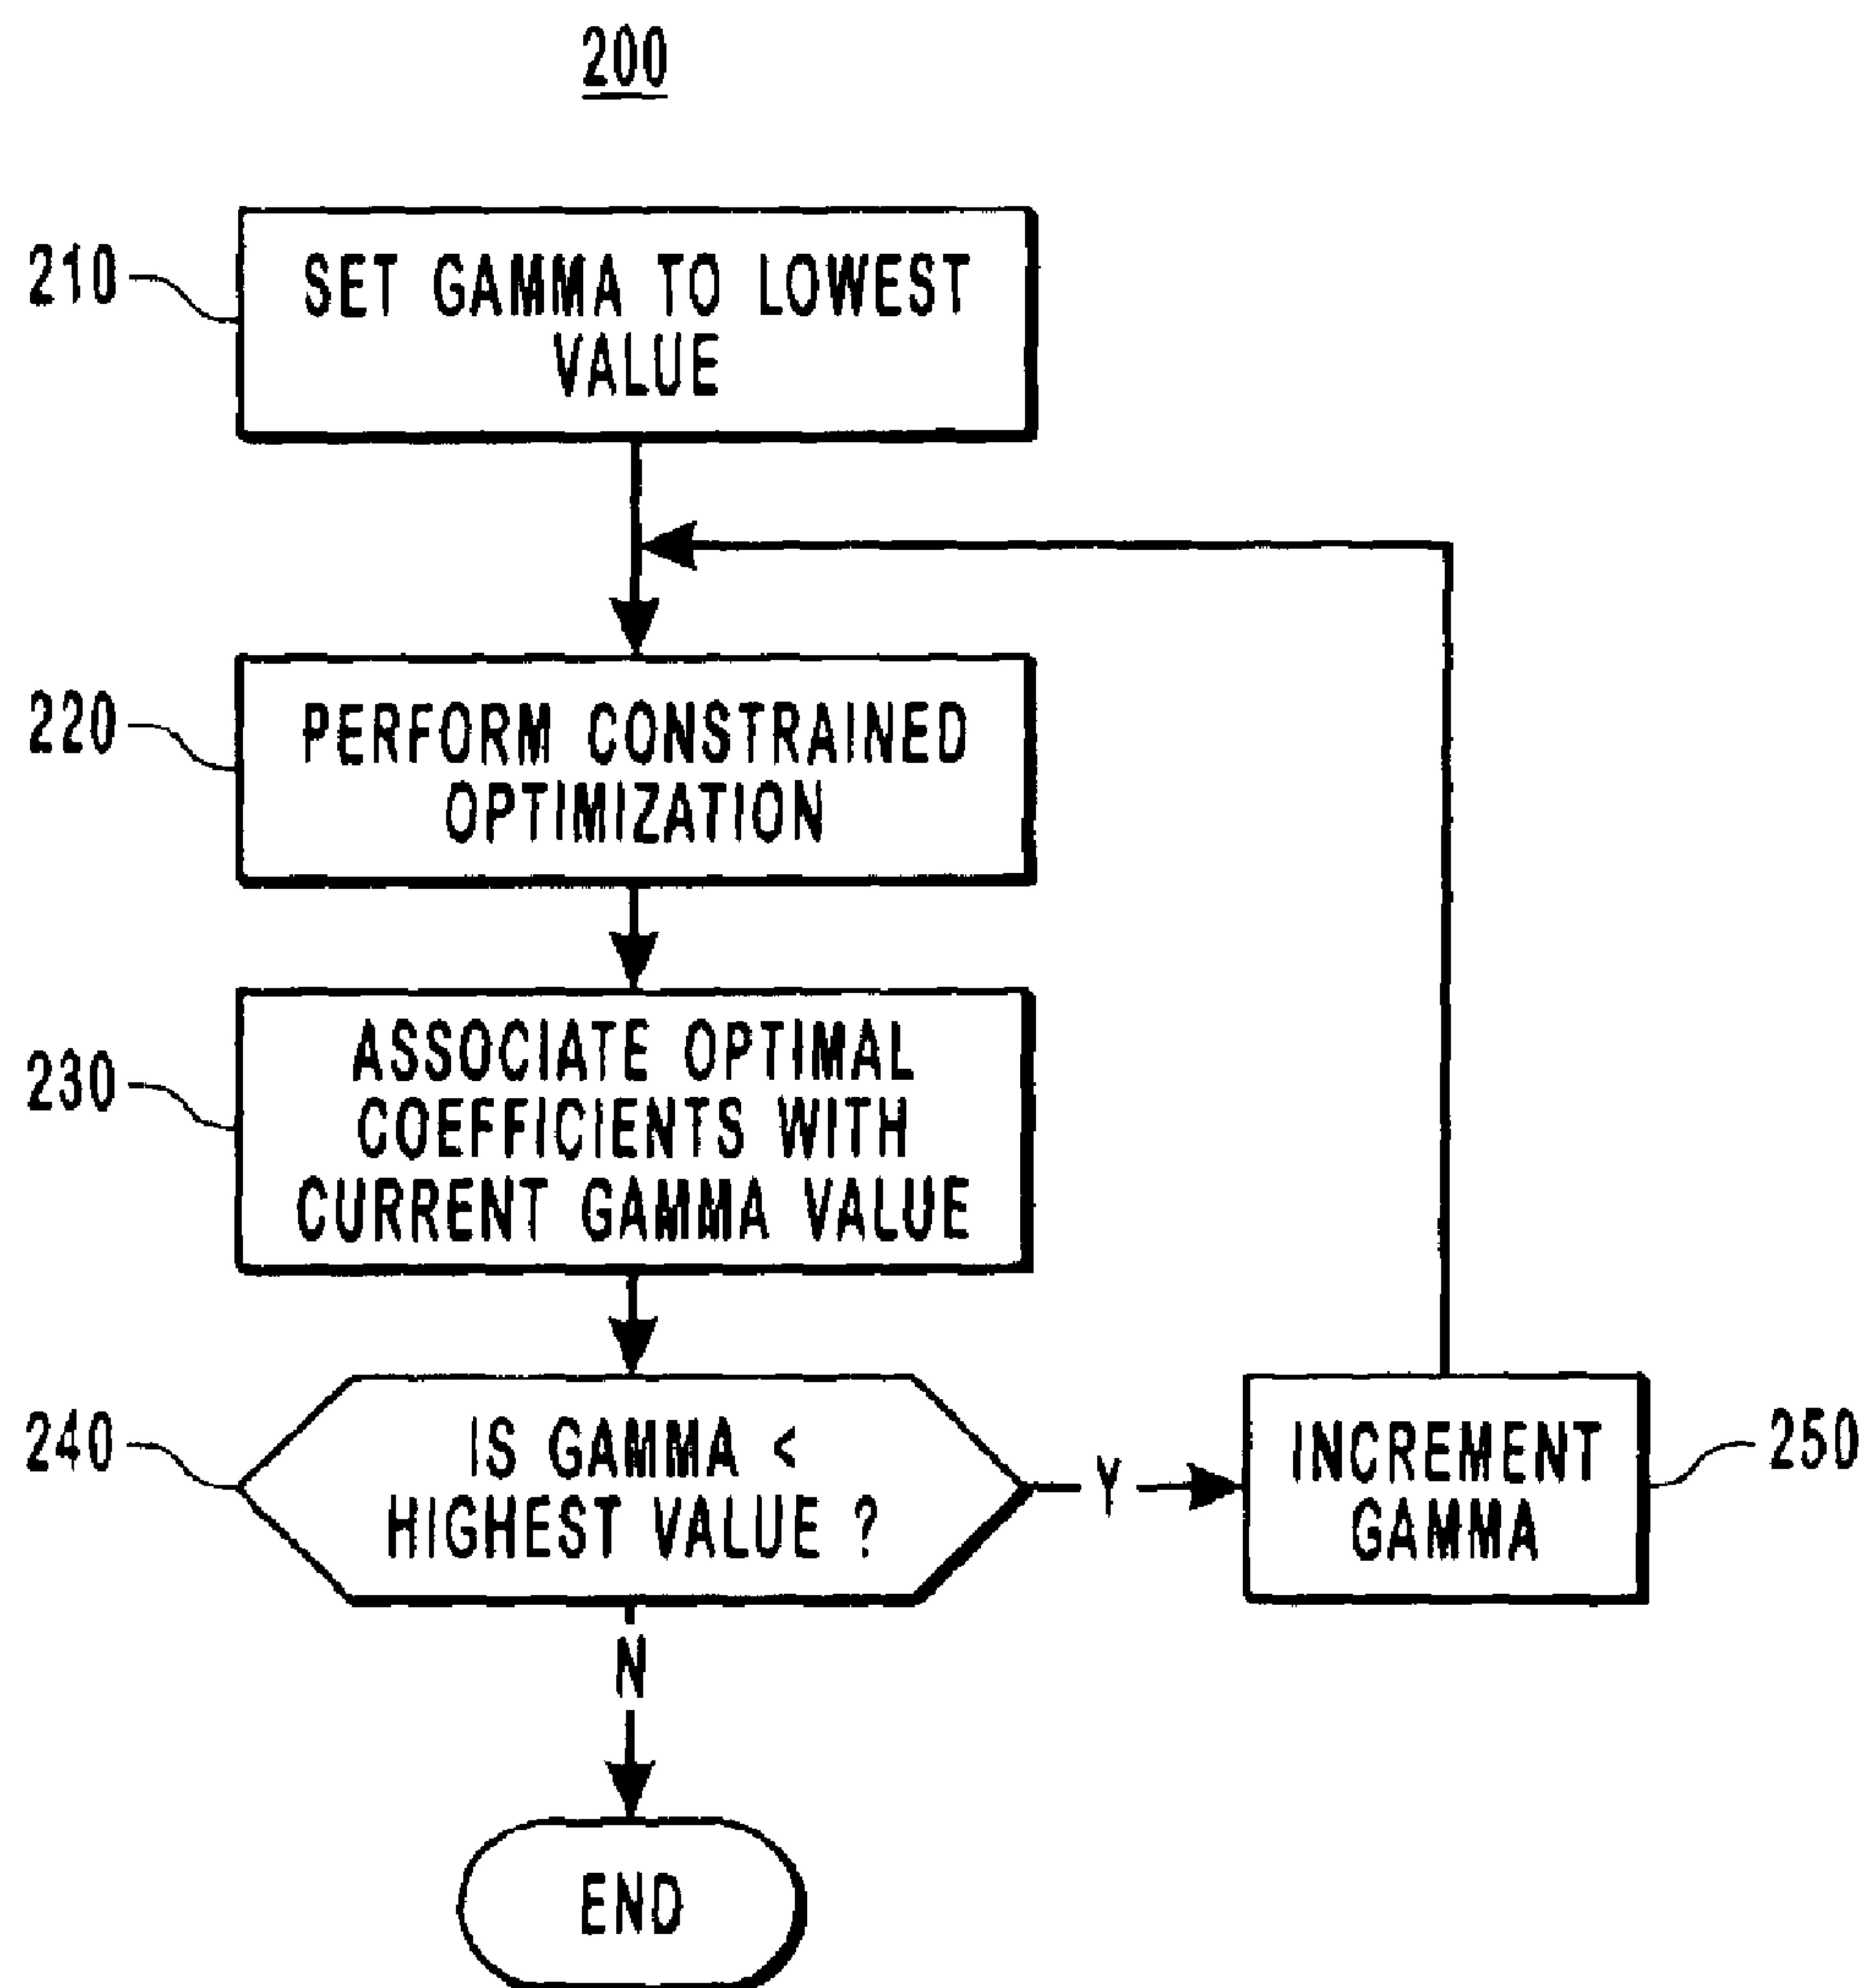 200
210
SET GAMMA TO LOWEST
VALUE
220
PERFORM CONSTRAINED
OPTIMIZATION
230
ASSOCIATE OPTIMAL
COEFFICIENTS WITH
CURRENT GAMMA VALUE
240
IS GAMMA <
HIGHEST VALUE ?
Y
INCREMENT
GAMMA
250
N
END